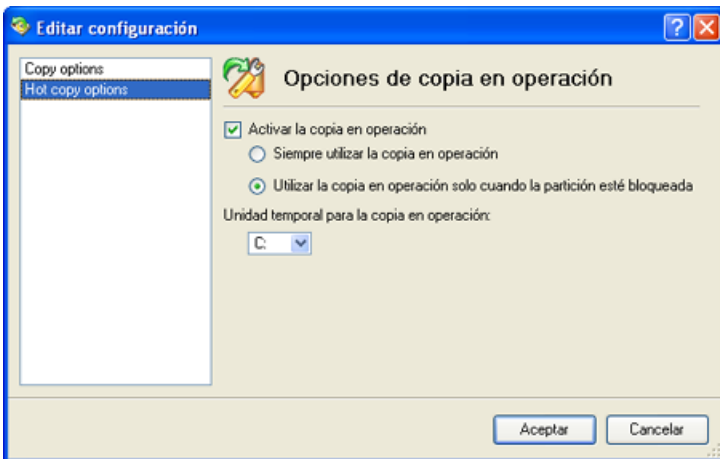 Editar configuración
Copy options
Hot copy options
Opciones de copia en operación
Activar la copia en operación
Siempre utilizar la copia en operación
Utilizar la copia en operación solo cuando la partición esté bloqueada
Unidad temporal para la copia en operación:
C:
Aceptar
Cancelar